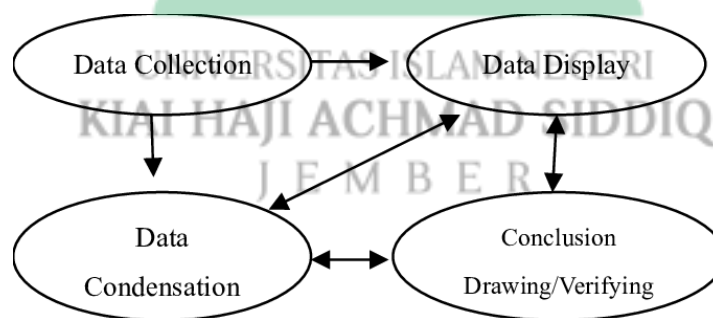 Data Collection
Data Display
UNIVERSITAS ISLAM NEGERI
KIAI HAJI ACHMAD SIDDIQ
JEMBER
Data
Condensation
Conclusion
Drawing/Verifying